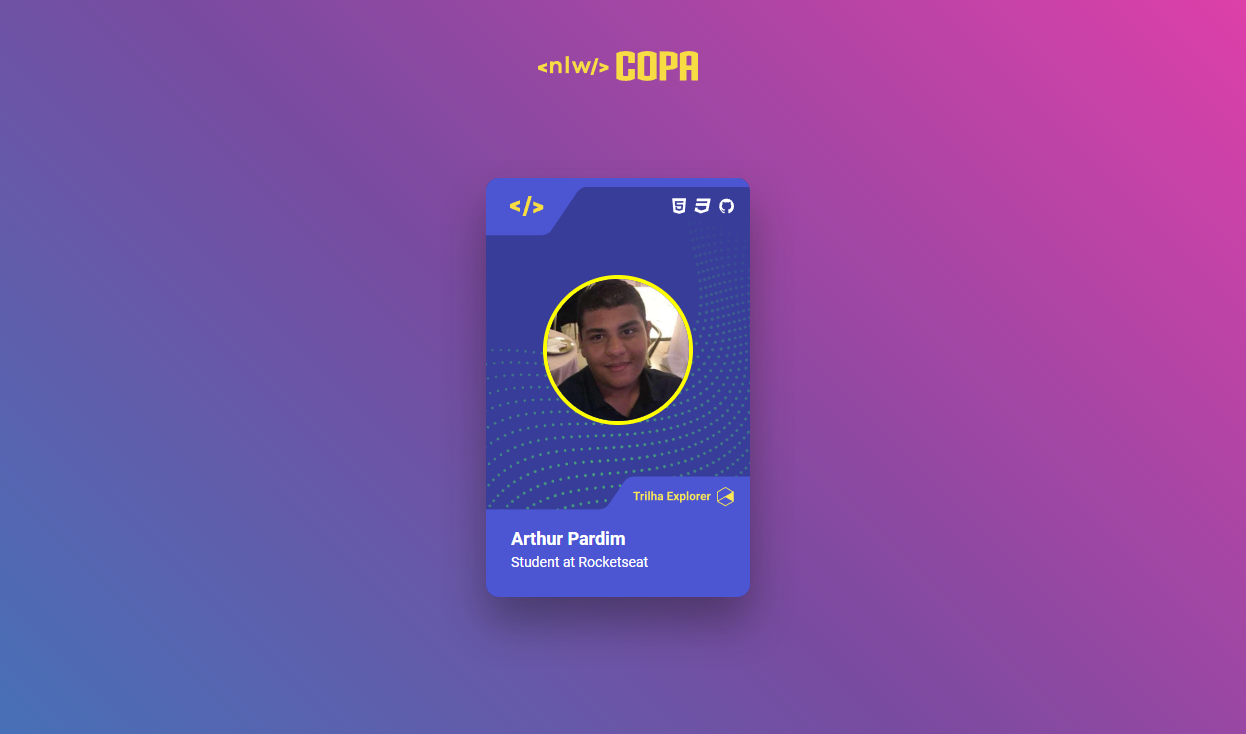 <nlw/> COPA
</>
Trilha Explorer
Arthur Pardim
Student at Rocketseat